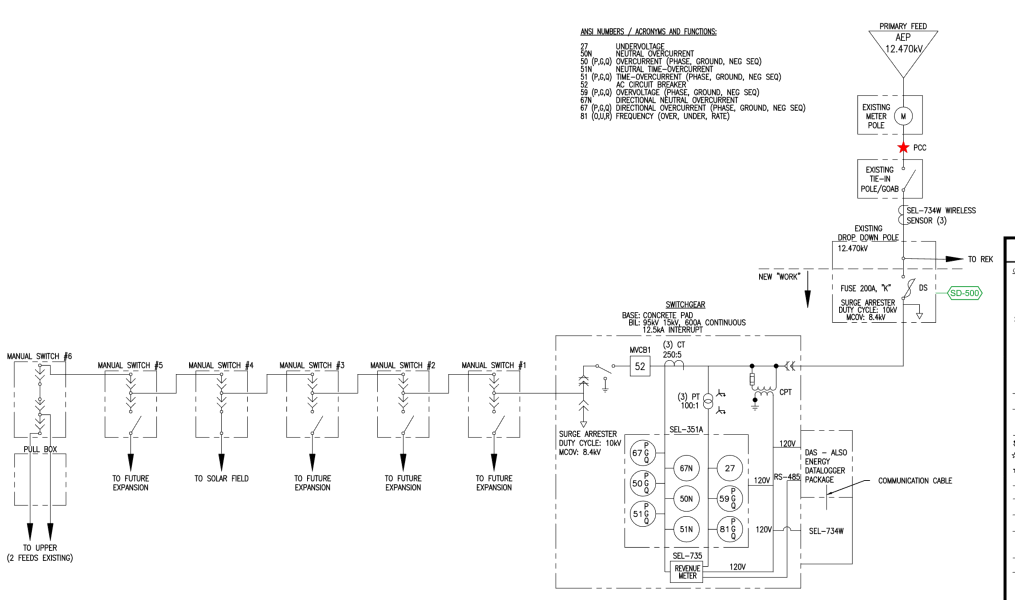 ANSI NUMBERS / ACRONYMS AND FUNCTIONS:
27 UNDERVOLTAGE
50N NEUTRAL OVERCURRENT
50 (P,G,Q) OVERCURRENT (PHASE, GROUND, NEG SEQ)
51N NEUTRAL TIME-OVERCURRENT
51 (P,G,Q) TIME-OVERCURRENT (PHASE, GROUND, NEG SEQ)
52 AC CIRCUIT BREAKER
59 (P,G,Q) OVERVOLTAGE (PHASE, GROUND, NEG SEQ)
67N DIRECTIONAL NEUTRAL OVERCURRENT
67 (P,G,Q) DIRECTIONAL OVERCURRENT (PHASE, GROUND, NEG SEQ)
81 (O,U,R) FREQUENCY (OVER, UNDER, RATE)
PRIMARY FEED
AEP
12.470kV
EXISTING
METER
POLE
M
PCC
EXISTING
TIE-IN
POLE/GOAB
SEL-734W WIRELESS
SENSOR (3)
EXISTING
DROP DOWN POLE
12.470kV
TO REK
NEW "WORK"
FUSE 200A, "K"
DS
SD-500
SURGE ARRESTER
DUTY CYCLE: 10kV
MCOV: 8.4kV
SWITCHGEAR
BASE: CONCRETE PAD
BIL: 95kV 15kV, 600A CONTINUOUS
12.5kA INTERRUPT
MVCB1
52
(3) CT
250:5
(3) PT
100:1
CPT
SURGE ARRESTER
DUTY CYCLE: 10kV
MCOV: 8.4kV
SEL-351A
67 P G Q
67N
27
50 P G Q
50N
59 P G Q
51 P G Q
51N
81 P G Q
120V
120V
RS-485
120V
DAS - ALSO
ENERGY
DATALOGGER
PACKAGE
COMMUNICATION CABLE
SEL-734W
SEL-735
REVENUE
METER
120V
MANUAL SWITCH #6
MANUAL SWITCH #5
MANUAL SWITCH #4
MANUAL SWITCH #3
MANUAL SWITCH #2
MANUAL SWITCH #1
PULL BOX
TO UPPER
(2 FEEDS EXISTING)
TO FUTURE
EXPANSION
TO SOLAR FIELD
TO FUTURE
EXPANSION
TO FUTURE
EXPANSION
TO FUTURE
EXPANSION